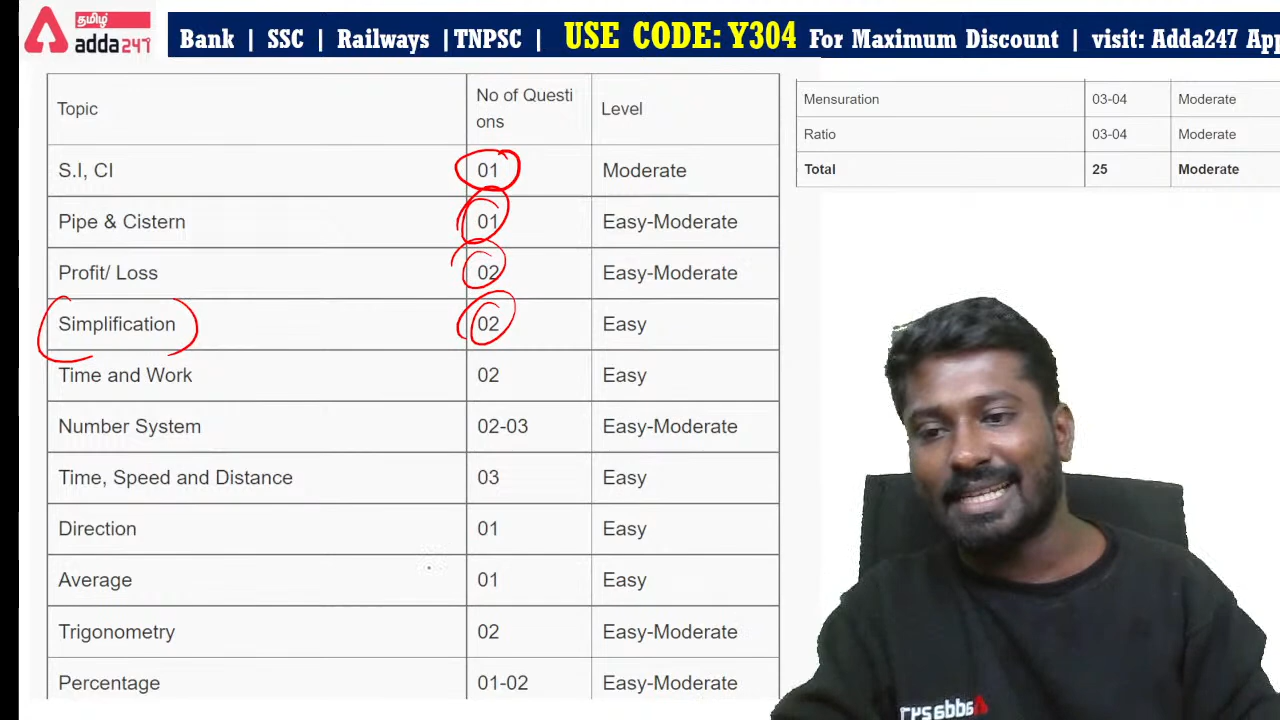 தமிழ்
adda247
Bank | SSC | Railways |TNPSC | USE CODE: Y304 For Maximum Discount | visit: Adda247 App
Topic No of Questi Level
ons
S.I, CI 01 Moderate
Pipe & Cistern 01 Easy-Moderate
Profit/ Loss 02 Easy-Moderate
Simplification 02 Easy
Time and Work 02 Easy
Number System 02-03 Easy-Moderate
Time, Speed and Distance 03 Easy
Direction 01 Easy
Average 01 Easy
Trigonometry 02 Easy-Moderate
Percentage 01-02 Easy-Moderate
Mensuration 03-04 Moderate
Ratio 03-04 Moderate
Total 25 Moderate
adda247